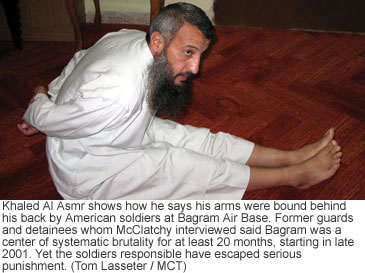 Khaled Al Asmr shows how he says his arms were bound behind
his back by American soldiers at Bagram Air Base. Former guards
and detainees whom McClatchy interviewed said Bagram was a
center of systematic brutality for at least 20 months, starting in late
2001. Yet the soldiers responsible have escaped serious
punishment. (Tom Lasseter / MCT)